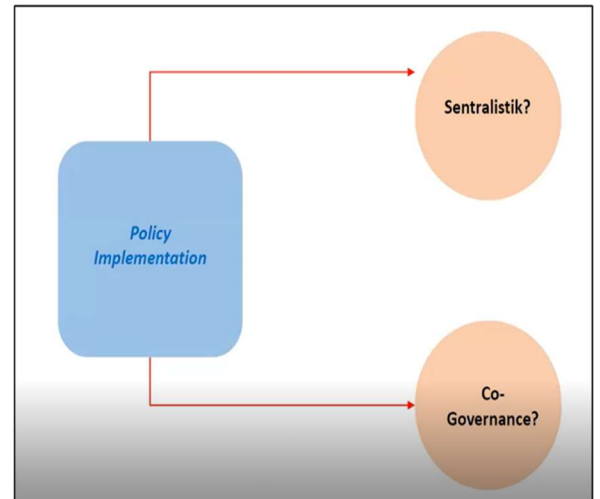 Sentralistik?
Policy
Implementation
Co-
Governance?